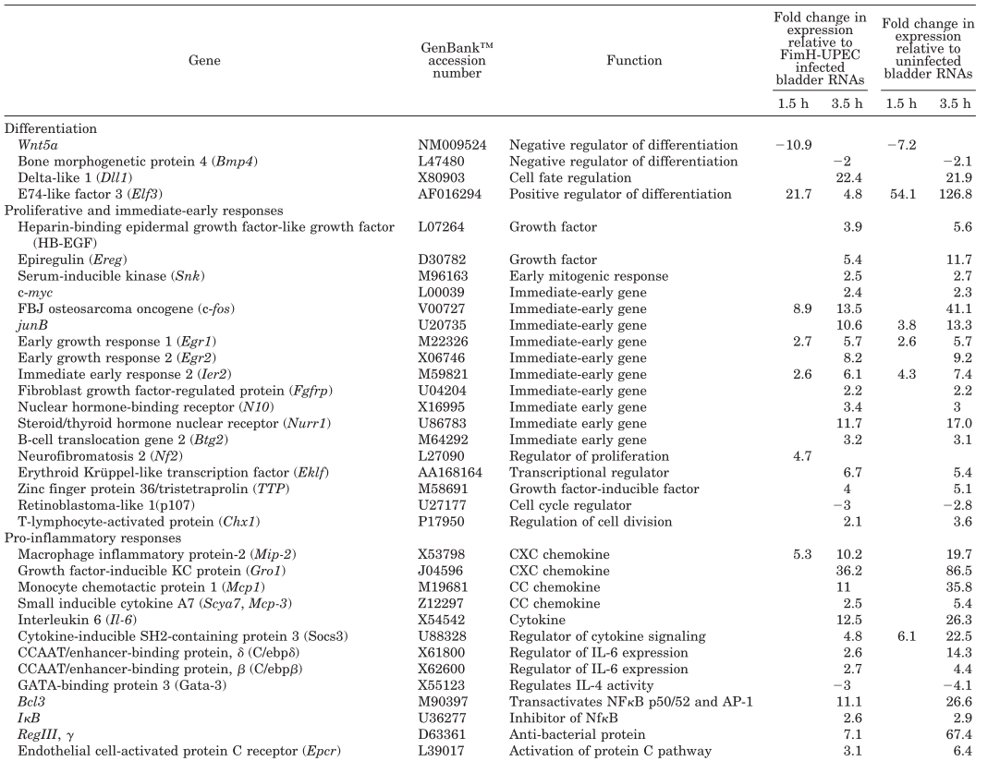 Gene GenBank™ accession number Function Fold change in expression relative to FimH-UPEC infected bladder RNAs Fold change in expression relative to uninfected bladder RNAs
1.5 h 3.5 h 1.5 h 3.5 h
Differentiation
Wnt5a NM009524 Negative regulator of differentiation −10.9 −7.2
Bone morphogenetic protein 4 (Bmp4) L47480 Negative regulator of differentiation −2 −2.1
Delta-like 1 (Dll1) X80903 Cell fate regulation 22.4 21.9
E74-like factor 3 (Elf3) AF016294 Positive regulator of differentiation 21.7 4.8 54.1 126.8
Proliferative and immediate-early responses
Heparin-binding epidermal growth factor-like growth factor L07264 Growth factor 3.9 5.6
(HB-EGF)
Epiregulin (Ereg) D30782 Growth factor 5.4 11.7
Serum-inducible kinase (Snk) M96163 Early mitogenic response 2.5 2.7
c-myc L00039 Immediate-early gene 2.4 2.3
FBJ osteosarcoma oncogene (c-fos) V00727 Immediate-early gene 8.9 13.5 41.1
junB U20735 Immediate-early gene 10.6 3.8 13.3
Early growth response 1 (Egr1) M22326 Immediate-early gene 2.7 5.7 2.6 5.7
Early growth response 2 (Egr2) X06746 Immediate-early gene 8.2 9.2
Immediate early response 2 (Ier2) M59821 Immediate-early gene 2.6 6.1 4.3 7.4
Fibroblast growth factor-regulated protein (Fgfrp) U04204 Immediate-early gene 2.2 2.2
Nuclear hormone-binding receptor (N10) X16995 Immediate early gene 3.4 3
Steroid/thyroid hormone nuclear receptor (Nurr1) U86783 Immediate early gene 11.7 17.0
B-cell translocation gene 2 (Btg2) M64292 Immediate early gene 3.2 3.1
Neurofibromatosis 2 (Nf2) L27090 Regulator of proliferation 4.7
Erythroid Krüppel-like transcription factor (Eklf) AA168164 Transcriptional regulator 6.7 5.4
Zinc finger protein 36/tristetraprolin (TTP) M58691 Growth factor-inducible factor 4 5.1
Retinoblastoma-like 1(p107) U27177 Cell cycle regulator −3 −2.8
T-lymphocyte-activated protein (Chx1) P17950 Regulation of cell division 2.1 3.6
Pro-inflammatory responses
Macrophage inflammatory protein-2 (Mip-2) X53798 CXC chemokine 5.3 10.2 19.7
Growth factor-inducible KC protein (Gro1) J04596 CXC chemokine 36.2 86.5
Monocyte chemotactic protein 1 (Mcp1) M19681 CC chemokine 11 35.8
Small inducible cytokine A7 (Scya7, Mcp-3) Z12297 CC chemokine 2.5 5.4
Interleukin 6 (Il-6) X54542 Cytokine 12.5 26.3
Cytokine-inducible SH2-containing protein 3 (Socs3) U88328 Regulator of cytokine signaling 4.8 6.1 22.5
CCAAT/enhancer-binding protein, δ (C/ebpδ) X61800 Regulator of IL-6 expression 2.6 14.3
CCAAT/enhancer-binding protein, β (C/ebpβ) X62600 Regulator of IL-6 expression 2.7 4.4
GATA-binding protein 3 (Gata-3) X55123 Regulates IL-4 activity −3 −4.1
Bcl3 M90397 Transactivates NFκB p50/52 and AP-1 11.1 26.6
IκB U36277 Inhibitor of NfκB 2.6 2.9
RegIII, γ D63361 Anti-bacterial protein 7.1 67.4
Endothelial cell-activated protein C receptor (Epcr) L39017 Activation of protein C pathway 3.1 6.4